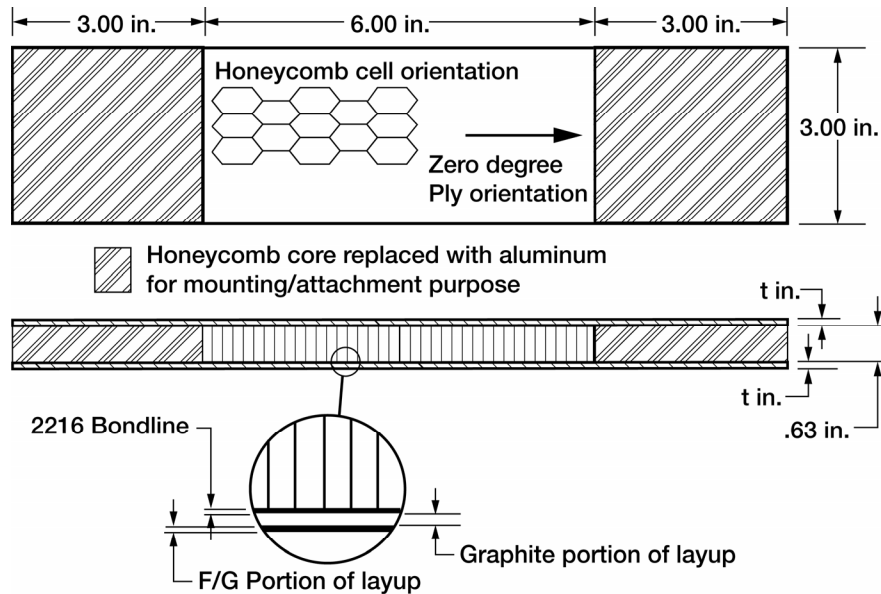 3.00 in.
6.00 in.
3.00 in.
Honeycomb cell orientation
3.00 in.
Zero degree
Ply orientation
Honeycomb core replaced with aluminum
for mounting/attachment purpose
t in.
t in.
.63 in.
2216 Bondline
Graphite portion of layup
F/G Portion of layup